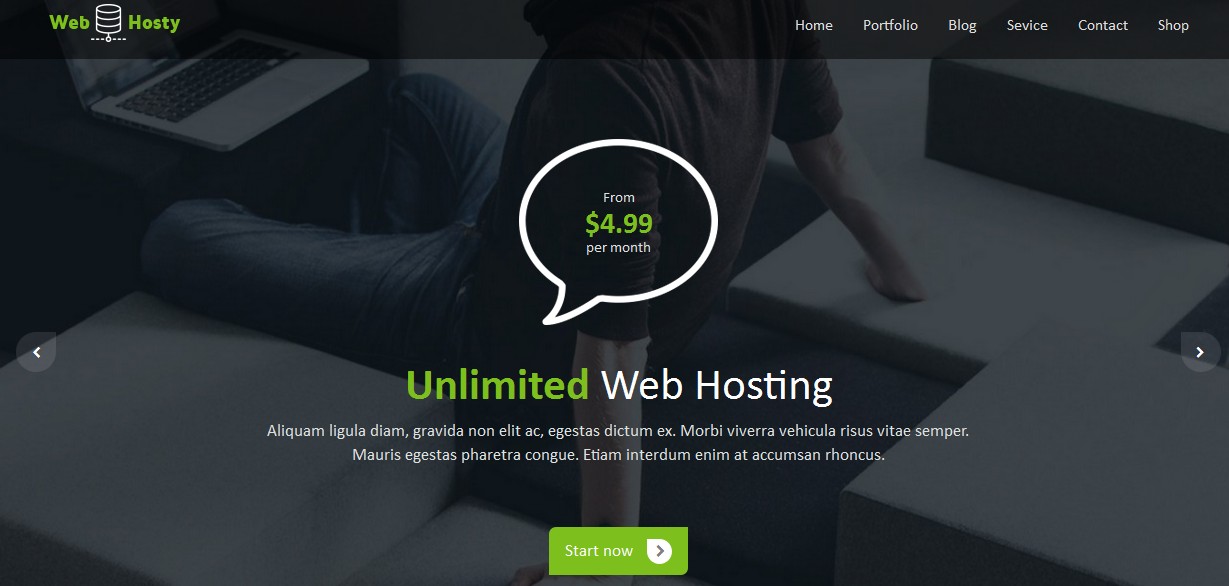 Web Hosty
Home Portfolio Blog Sevice Contact Shop
From
$4.99
per month
Unlimited Web Hosting
Aliquam ligula diam, gravida non elit ac, egestas dictum ex. Morbi viverra vehicula risus vitae semper.
Mauris egestas pharetra congue. Etiam interdum enim at accumsan rhoncus.
Start now